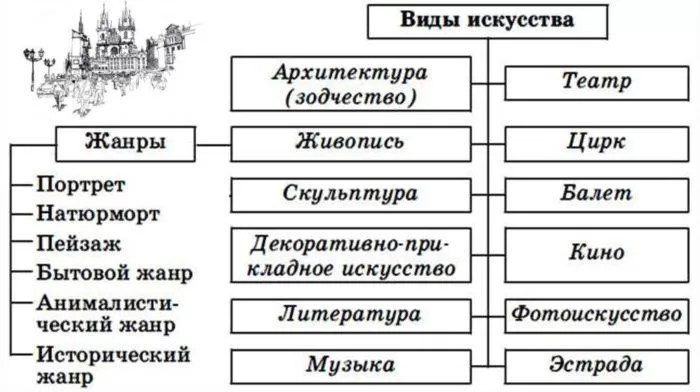 Виды искусства
Архитектура
(зодчество)
Театр
Жанры
Живопись
Цирк
Портрет
Натюрморт
Пейзаж
Бытовой жанр
Анималисти-
ческий жанр
Исторический
жанр
Скульптура
Балет
Декоративно-при-
кладное искусство
Кино
Литература
Фотоискусство
Музыка
Эстрада